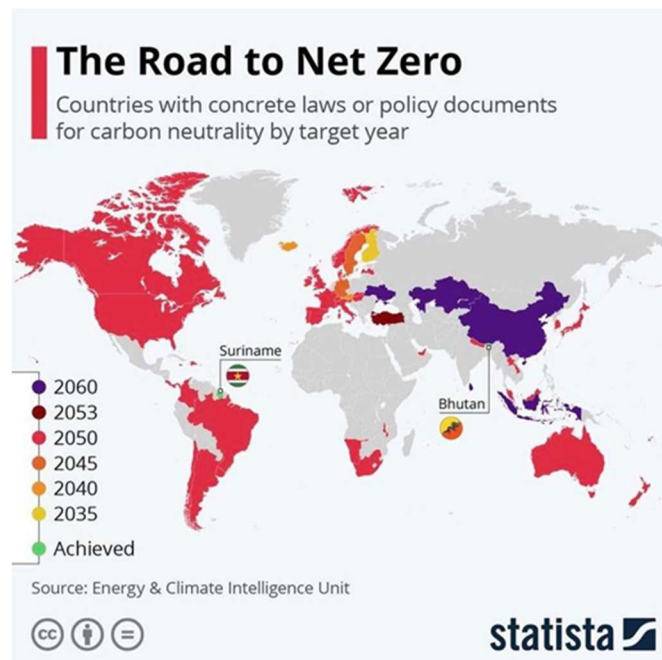 The Road to Net Zero
Countries with concrete laws or policy documents
for carbon neutrality by target year
Suriname
Bhutan
2060
2053
2050
2045
2040
2035
Achieved
Source: Energy & Climate Intelligence Unit
cc
statista